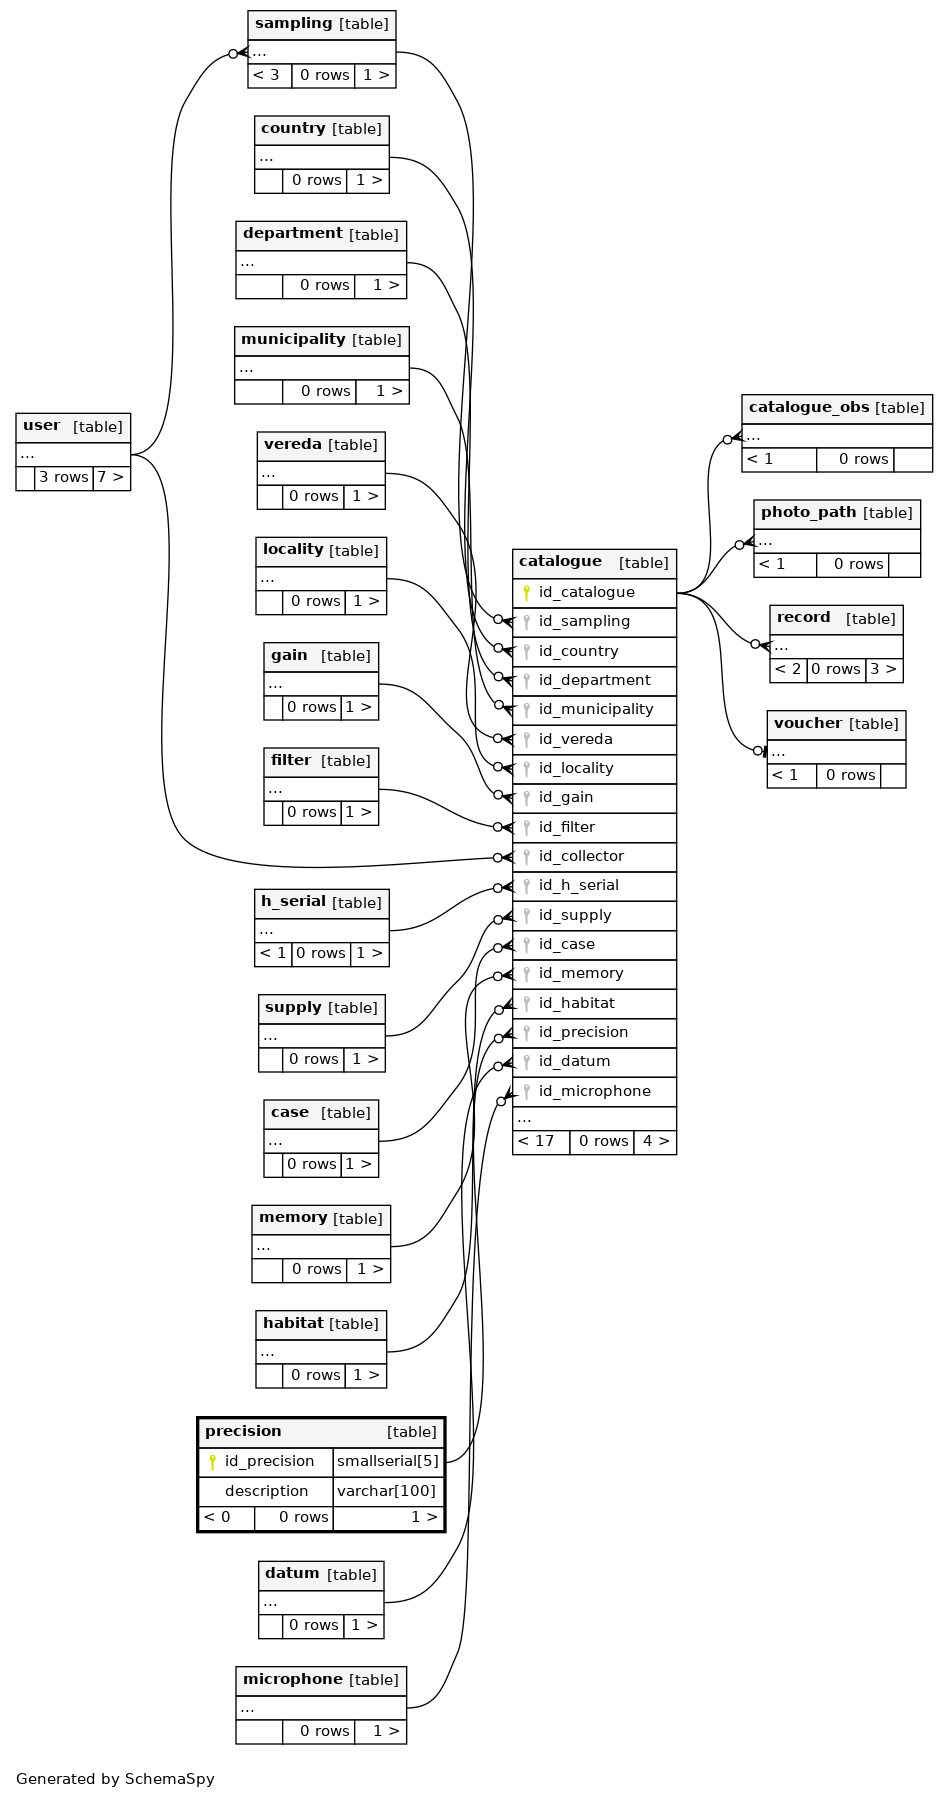 sampling [table]
...
< 3 0 rows 1 >
country [table]
...
0 rows 1 >
department [table]
...
0 rows 1 >
municipality [table]
...
0 rows 1 >
user [table]
...
3 rows 7 >
vereda [table]
...
0 rows 1 >
locality [table]
...
0 rows 1 >
gain [table]
...
0 rows 1 >
filter [table]
...
0 rows 1 >
h_serial [table]
...
< 1 0 rows 1 >
supply [table]
...
0 rows 1 >
case [table]
...
0 rows 1 >
memory [table]
...
0 rows 1 >
habitat [table]
...
0 rows 1 >
precision [table]
id_precision smallserial[5]
description varchar[100]
< 0 0 rows 1 >
datum [table]
...
0 rows 1 >
microphone [table]
...
0 rows 1 >
catalogue [table]
id_catalogue
id_sampling
id_country
id_department
id_municipality
id_vereda
id_locality
id_gain
id_filter
id_collector
id_h_serial
id_supply
id_case
id_memory
id_habitat
id_precision
id_datum
id_microphone
...
< 17 0 rows 4 >
catalogue_obs [table]
...
< 1 0 rows
photo_path [table]
...
< 1 0 rows
record [table]
...
< 2 0 rows 3 >
voucher [table]
...
< 1 0 rows
Generated by SchemaSpy